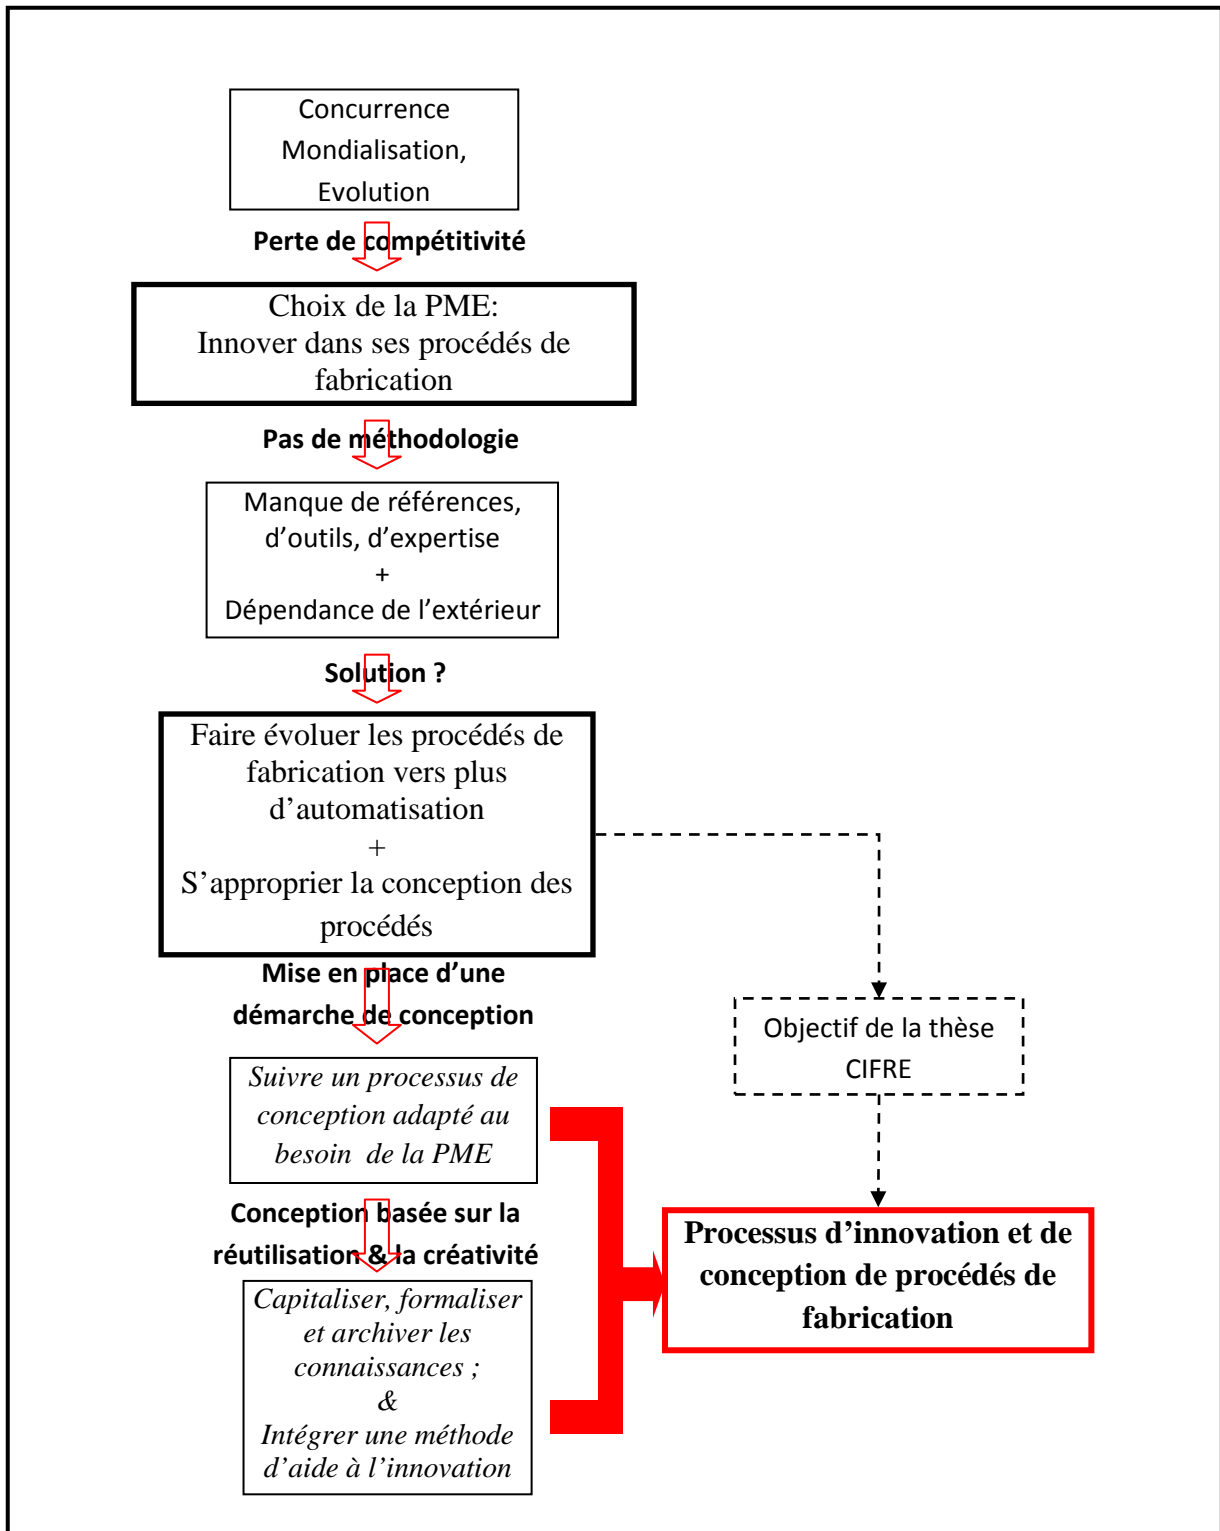 Concurrence
Mondialisation,
Evolution
Perte de compétitivité
Choix de la PME:
Innover dans ses procédés de
fabrication
Pas de méthodologie
Manque de références,
d’outils, d’expertise
+
Dépendance de l’extérieur
Solution ?
Faire évoluer les procédés de
fabrication vers plus
d’automatisation
+
S’approprier la conception des
procédés
Mise en place d’une
démarche de conception
Objectif de la thèse
CIFRE
Suivre un processus de
conception adapté au
besoin  de la PME
Conception basée sur la
réutilisation & la créativité
Processus d’innovation et de
conception de procédés de
fabrication
Capitaliser, formaliser
et archiver les
connaissances ;
&
Intégrer une méthode
d’aide à l’innovation